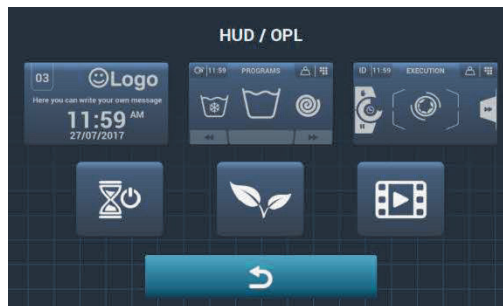 HUD / OPL
03
Logo
Here you can write your own message
11:59 AM
27/07/2017
11:59 PROGRAMS
ID 11:59 EXECUTION